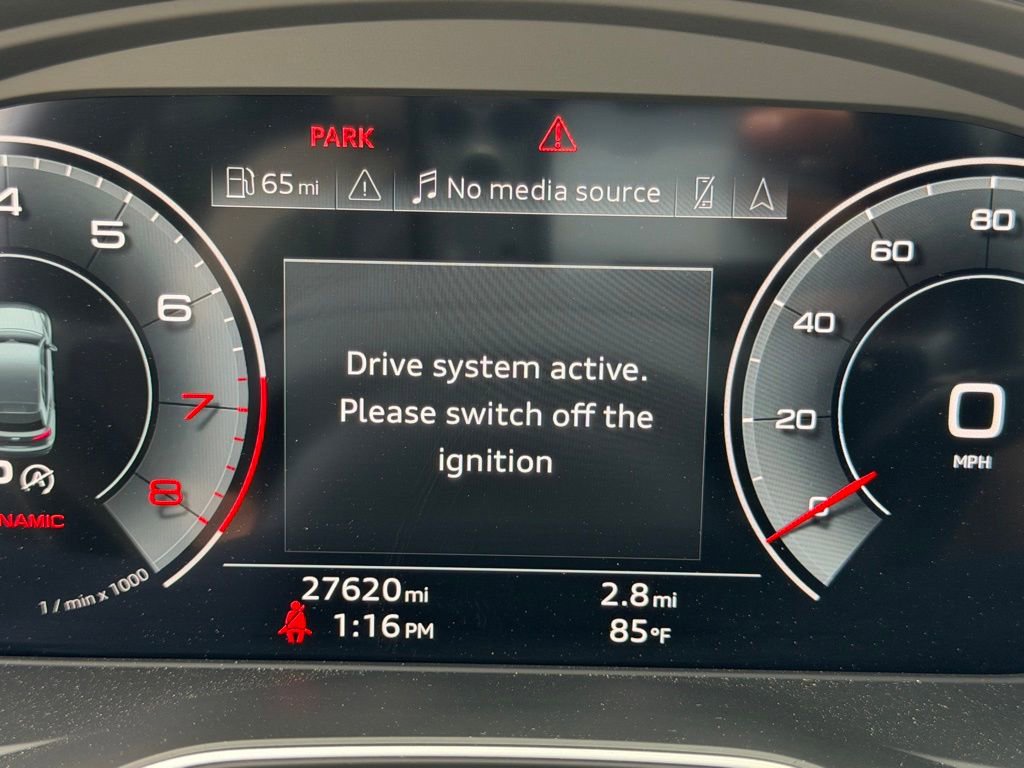 PARK
65 mi
No media source
4
5
6
7
8
NAMIC
1 / min x 1000
Drive system active.
Please switch off the
ignition
80
60
40
20
0
0
MPH
27620 mi
2.8 mi
1:16 PM
85°F